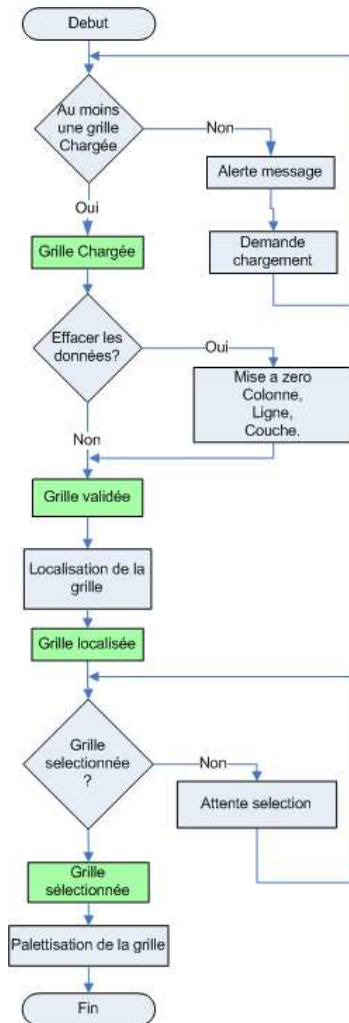 Debut
Au moins
une grille
Chargée
Non
Alerte message
Oui
Demande
chargement
Grille Chargée
Effacer les
données?
Oui
Mise a zero
Colonne,
Ligne,
Couche.
Non
Grille validée
Localisation de la
grille
Grille localisée
Grille
selectionnée
?
Non
Attente selection
Grille
sélectionnée
Palettisation de la grille
Fin